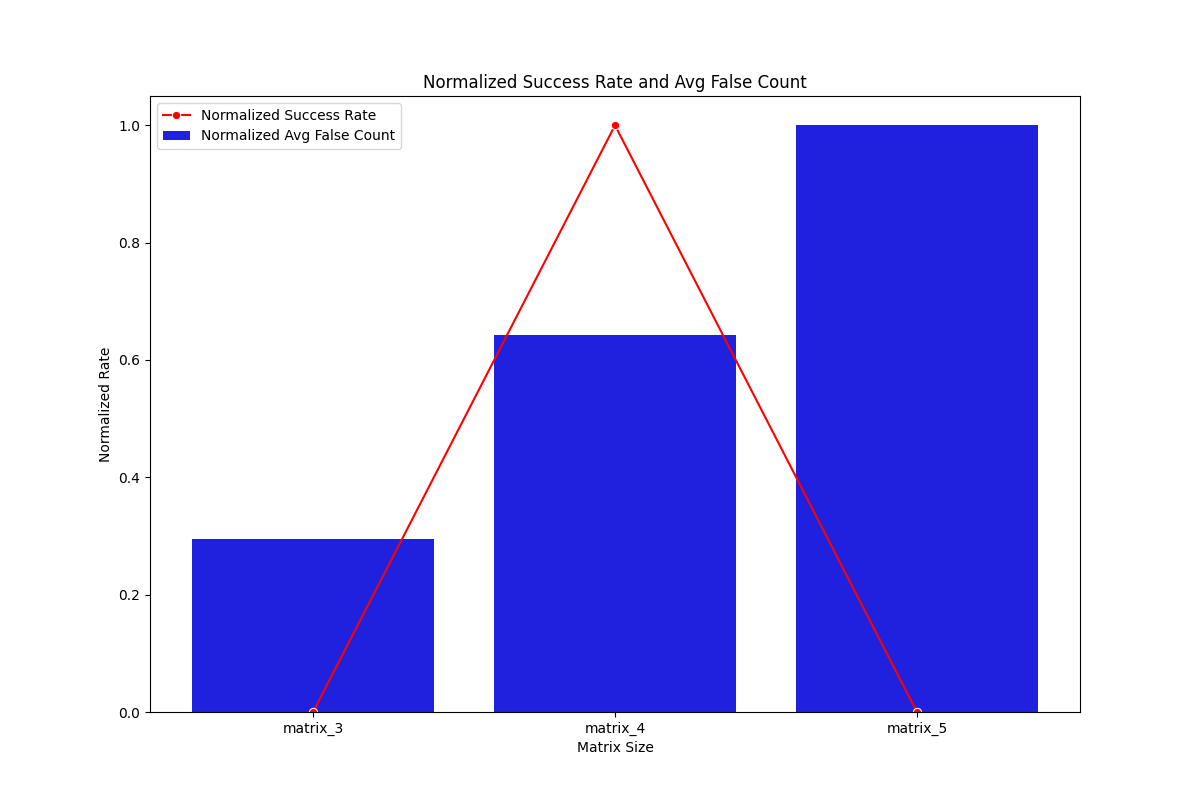 Normalized Success Rate and Avg False Count
Normalized Success Rate
Normalized Avg False Count
1.0
0.8
0.6
0.4
0.2
0.0
Normalized Rate
matrix_3
matrix_4
matrix_5
Matrix Size